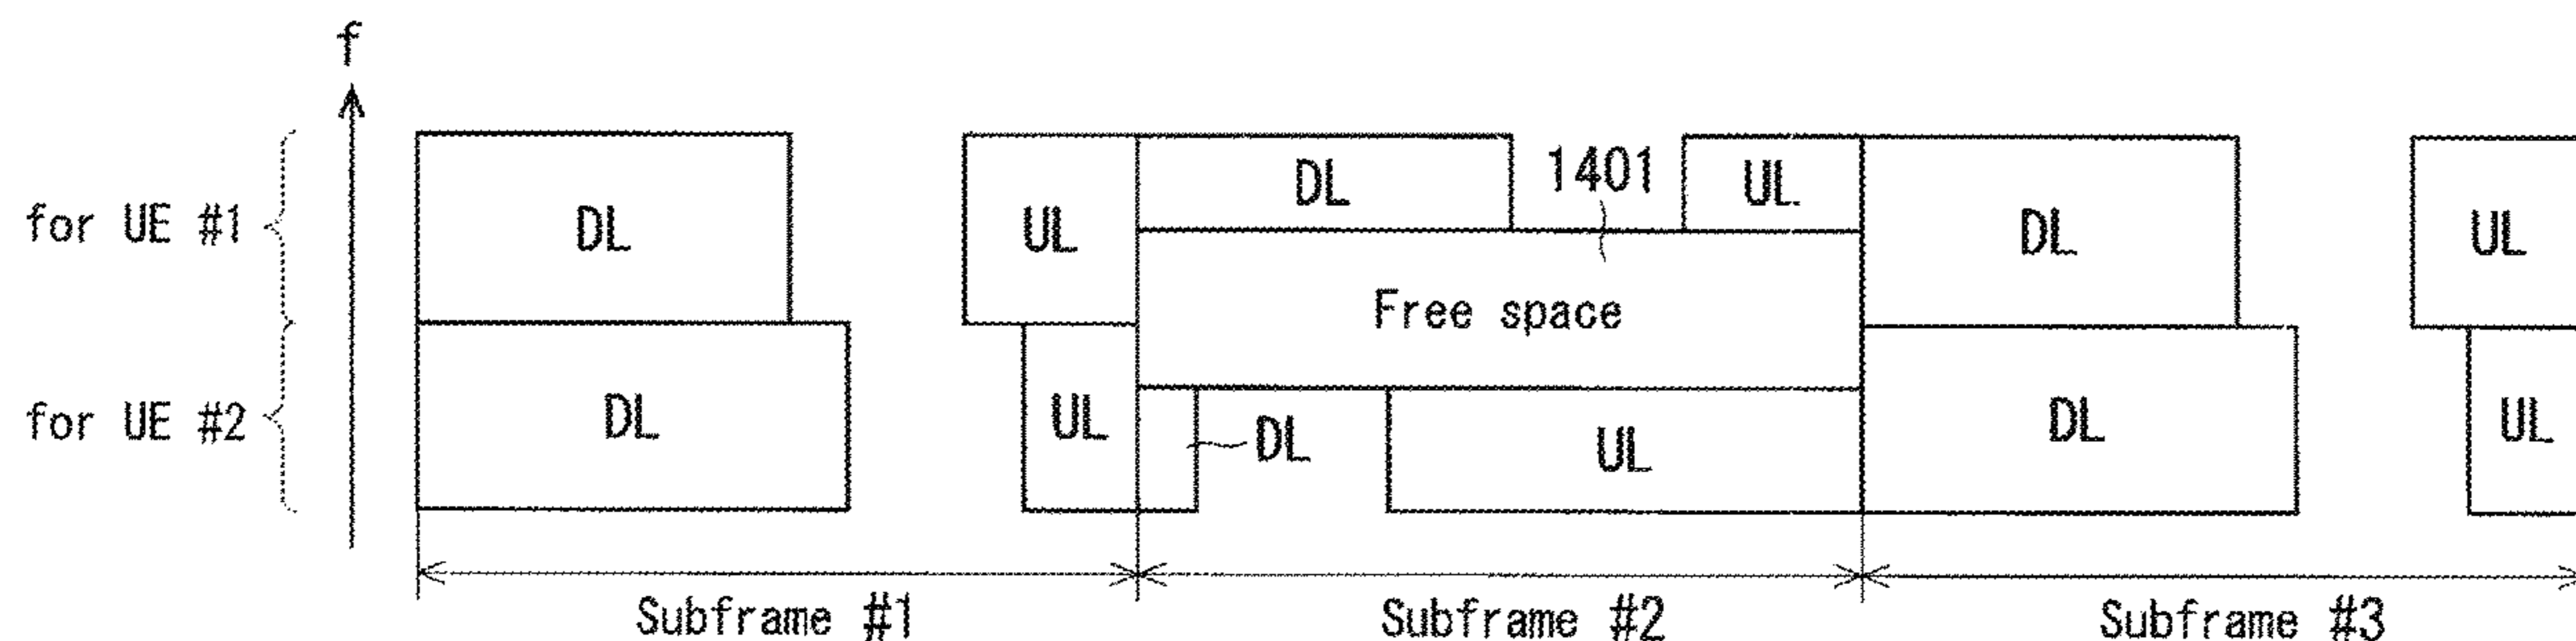 f
for UE #1
DL
UL
DL
1401
UL
DL
UL
Free space
for UE #2
DL
UL
DL
UL
DL
UL
Subframe #1
Subframe #2
Subframe #3